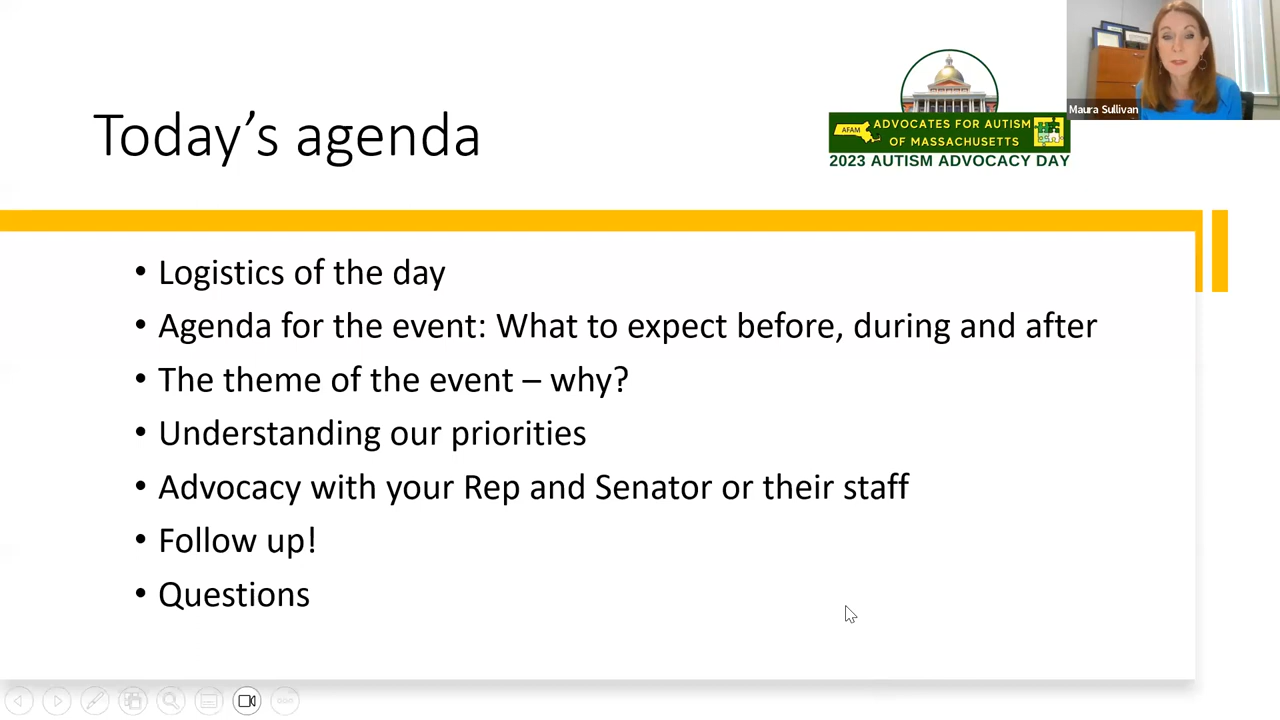 Today's agenda
AFAM
ADVOCATES FOR AUTISM
OF MASSACHUSETTS
2023 AUTISM ADVOCACY DAY
Maura Sullivan
• Logistics of the day
• Agenda for the event: What to expect before, during and after
• The theme of the event – why?
• Understanding our priorities
• Advocacy with your Rep and Senator or their staff
• Follow up!
• Questions